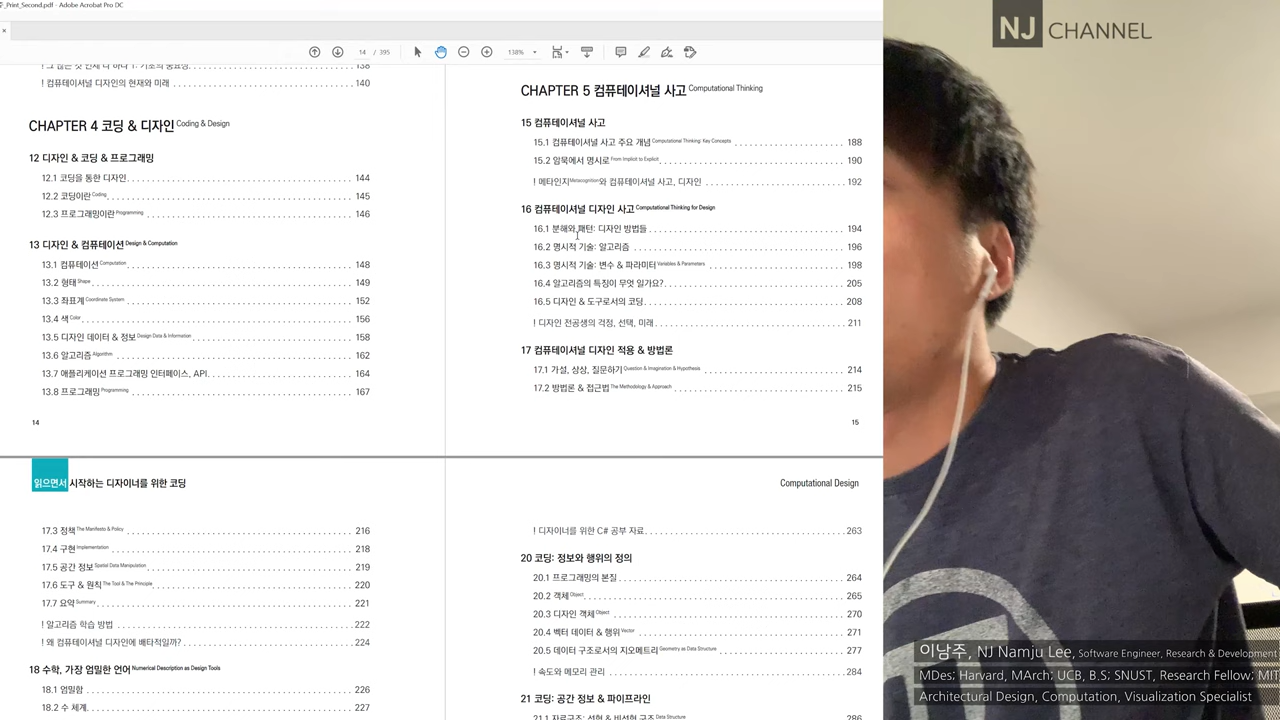 F_Print_Second.pdf - Adobe Acrobat Pro DC
14 / 395
138%
! 컴퓨테이셔널 디자인의 현재와 미래 140
CHAPTER 4 코딩 & 디자인 Coding & Design
12 디자인 & 코딩 & 프로그래밍
12.1 코딩을 통한 디자인 144
12.2 코딩이란 Coding 145
12.3 프로그래밍이란 Programming 146
13 디자인 & 컴퓨테이션 Design & Computation
13.1 컴퓨테이션 Computation 148
13.2 형태 Shape 149
13.3 좌표계 Coordinate System 152
13.4 색 Color 156
13.5 디자인 데이터 & 정보 Design Data & Information 158
13.6 알고리즘 Algorithm 162
13.7 애플리케이션 프로그래밍 인터페이스, API 164
13.8 프로그래밍 Programming 167
14
CHAPTER 5 컴퓨테이셔널 사고 Computational Thinking
15 컴퓨테이셔널 사고
15.1 컴퓨테이셔널 사고 주요 개념 Computational Thinking: Key Concepts 188
15.2 암묵에서 명시로 From Implicit to Explicit 190
! 메타인지 Metacognition와 컴퓨테이셔널 사고, 디자인 192
16 컴퓨테이셔널 디자인 사고 Computational Thinking for Design
16.1 분해와 패턴: 디자인 방법들 194
16.2 명시적 기술: 알고리즘 196
16.3 명시적 기술: 변수 & 파라미터 Variables & Parameters 198
16.4 알고리즘의 특징이 무엇 일가요? 205
16.5 디자인 & 도구로서의 코딩 208
! 디자인 전공생의 걱정, 선택, 미래 211
17 컴퓨테이셔널 디자인 적용 & 방법론
17.1 가설, 상상, 질문하기 Question & Imagination & Hypothesis 214
17.2 방법론 & 접근법 The Methodology & Approach 215
15
읽으면서 시작하는 디자이너를 위한 코딩
17.3 정책 The Manifesto & Policy 216
17.4 구현 Implementation 218
17.5 공간 정보 Spatial Data Manipulation 219
17.6 도구 & 원칙 The Tool & The Principle 220
17.7 요약 Summary 221
! 알고리즘 학습 방법 222
! 왜 컴퓨테이셔널 디자인에 배타적일까? 224
18 수학, 가장 엄밀한 언어 Numerical Description as Design Tools
18.1 엄밀함 226
18.2 수 체계
Computational Design
! 디자이너를 위한 C# 공부 자료 263
20 코딩: 정보와 행위의 정의
20.1 프로그래밍의 본질 264
20.2 객체 Object 265
20.3 디자인 객체 Object 270
20.4 벡터 데이터 & 행위 Vector 271
20.5 데이터 구조로서의 지오메트리 Geometry as Data Structure 277
! 속도와 메모리 관리 284
21 코딩: 공간 정보 & 파이프라인
21.1 자료구조: 선형 & 비선형 구조 Data Structure 286
NJ CHANNEL
이남주, NJ Namju Lee, Software Engineer, Research & Development
MDes; Harvard, MArch; UCB, B.S; SNUST, Research Fellow; MIT
Architectural Design, Computation, Visualization Specialist